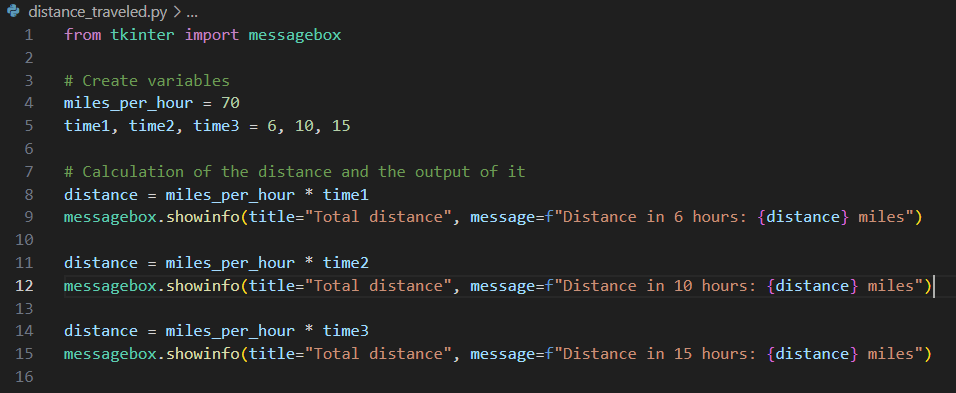 distance_traveled.py > ...
1 from tkinter import messagebox
2
3 # Create variables
4 miles_per_hour = 70
5 time1, time2, time3 = 6, 10, 15
6
7 # Calculation of the distance and the output of it
8 distance = miles_per_hour * time1
9 messagebox.showinfo(title="Total distance", message=f"Distance in 6 hours: {distance} miles")
10
11 distance = miles_per_hour * time2
12 messagebox.showinfo(title="Total distance", message=f"Distance in 10 hours: {distance} miles")
13
14 distance = miles_per_hour * time3
15 messagebox.showinfo(title="Total distance", message=f"Distance in 15 hours: {distance} miles")
16